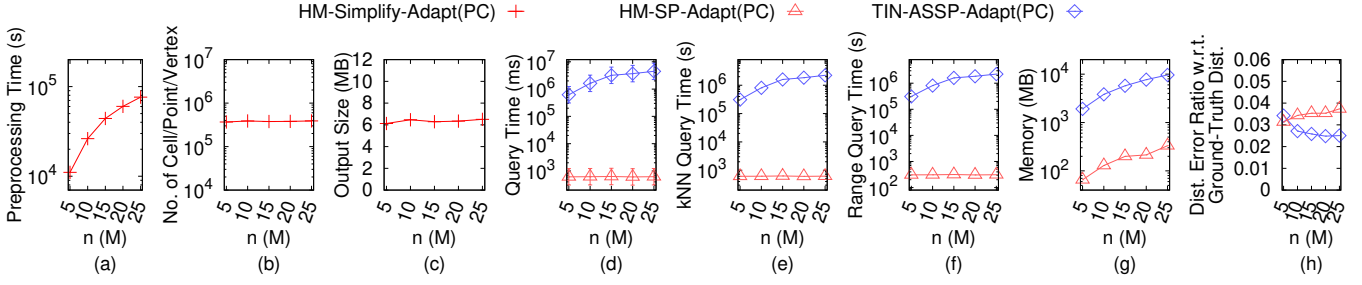 HM-Simplify-Adapt(PC) HM-SP-Adapt(PC) TIN-ASSP-Adapt(PC)
Preprocessing Time (s)
10^5
10^4
5 10 15 20 25
n (M)
(a)
No. of Cell/Point/Vertex
10^7
10^6
10^5
10^4
5 10 15 20 25
n (M)
(b)
Output Size (MB)
12
10
8
6
4
2
0
5 10 15 20 25
n (M)
(c)
Query Time (ms)
10^7
10^6
10^5
10^4
10^3
5 10 15 20 25
n (M)
(d)
kNN Query Time (s)
10^6
10^5
10^4
10^3
5 10 15 20 25
n (M)
(e)
Range Query Time (s)
10^6
10^5
10^4
10^3
10^2
5 10 15 20 25
n (M)
(f)
Memory (MB)
10^4
10^3
10^2
5 10 15 20 25
n (M)
(g)
Dist. Error Ratio w.r.t.
Ground-Truth Dist.
0.06
0.05
0.04
0.03
0.02
0.01
0
5 10 15 20 25
n (M)
(h)